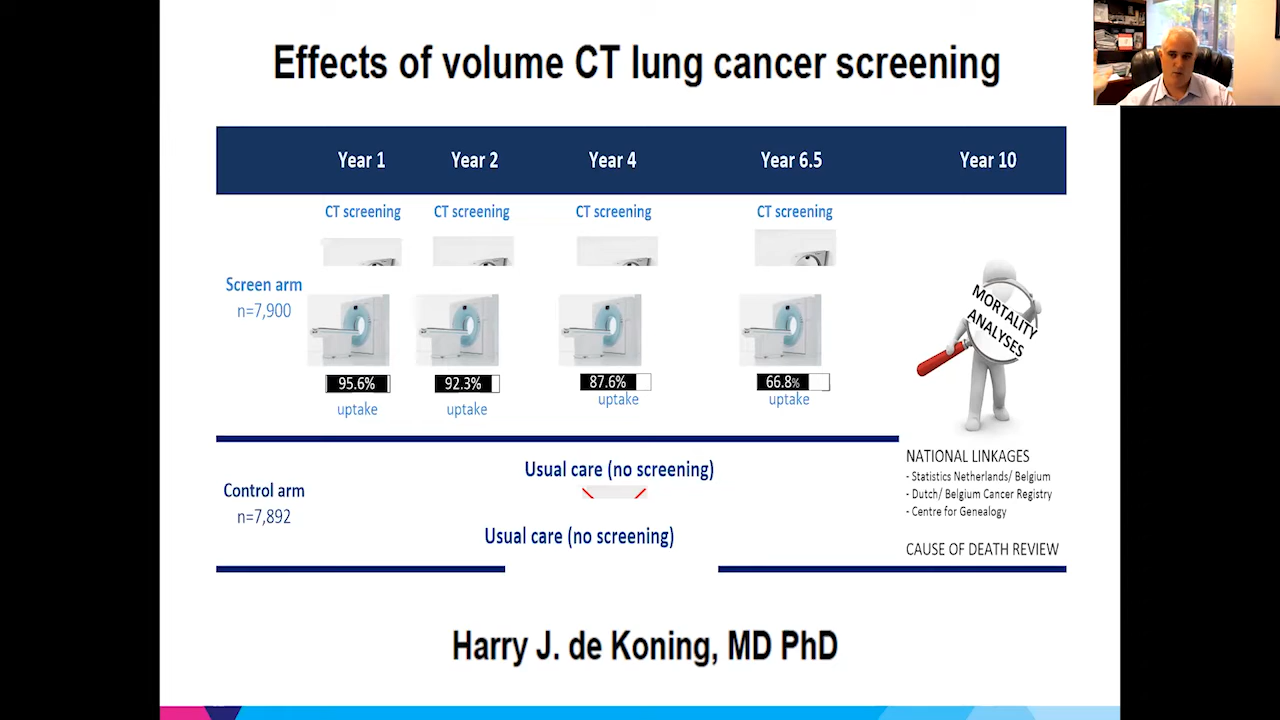 Effects of volume CT lung cancer screening
Year 1 Year 2 Year 4 Year 6.5 Year 10
CT screening CT screening CT screening CT screening
Screen arm
n=7,900
MORTALITY
ANALYSES
95.6% 92.3% 87.6% 66.8%
uptake uptake uptake uptake
NATIONAL LINKAGES
- Statistics Netherlands/ Belgium
- Dutch/ Belgium Cancer Registry
- Centre for Genealogy
CAUSE OF DEATH REVIEW
Usual care (no screening)
Control arm
n=7,892
Usual care (no screening)
Harry J. de Koning, MD PhD